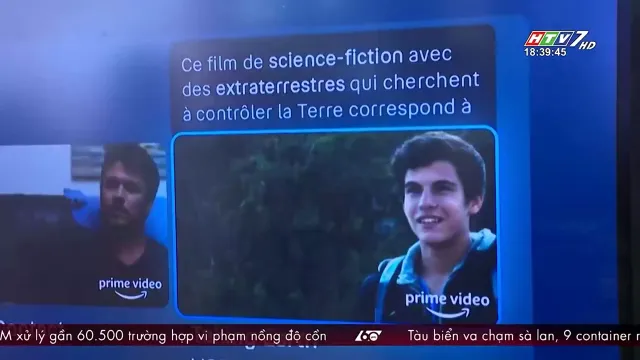 HTV7 HD
18:39:45
Ce film de science-fiction avec
des extraterrestres qui cherchent
à contrôler la Terre correspond à
prime video
prime video
M xử lý gần 60.500 trường hợp vi phạm nồng độ cồn
60
Tàu biển va chạm sà lan, 9 container